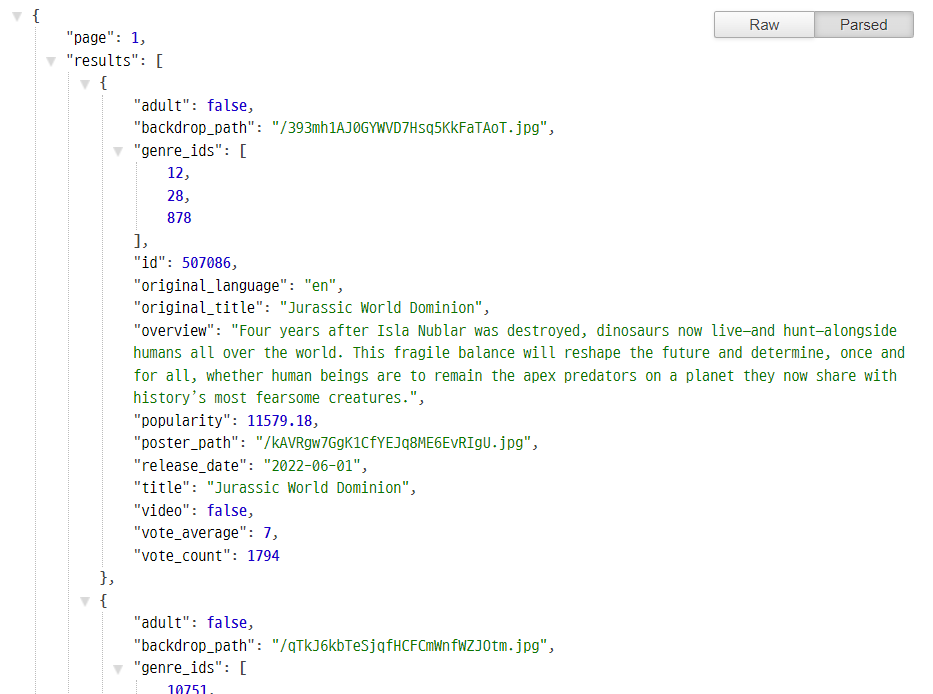 {
Raw Parsed
"page": 1,
"results": [
{
"adult": false,
"backdrop_path": "/393mh1AJ0GYWVD7Hsq5KkFaTAoT.jpg",
"genre_ids": [
12,
28,
878
],
"id": 507086,
"original_language": "en",
"original_title": "Jurassic World Dominion",
"overview": "Four years after Isla Nublar was destroyed, dinosaurs now live—and hunt—alongside
humans all over the world. This fragile balance will reshape the future and determine, once and
for all, whether human beings are to remain the apex predators on a planet they now share with
history’s most fearsome creatures.",
"popularity": 11579.18,
"poster_path": "/kAVRgw7GgK1CfYEJq8ME6EvRIgU.jpg",
"release_date": "2022-06-01",
"title": "Jurassic World Dominion",
"video": false,
"vote_average": 7,
"vote_count": 1794
},
{
"adult": false,
"backdrop_path": "/qTkJ6kbTeSjqfHCFCmWnfWZJOtm.jpg",
"genre_ids": [
10751,